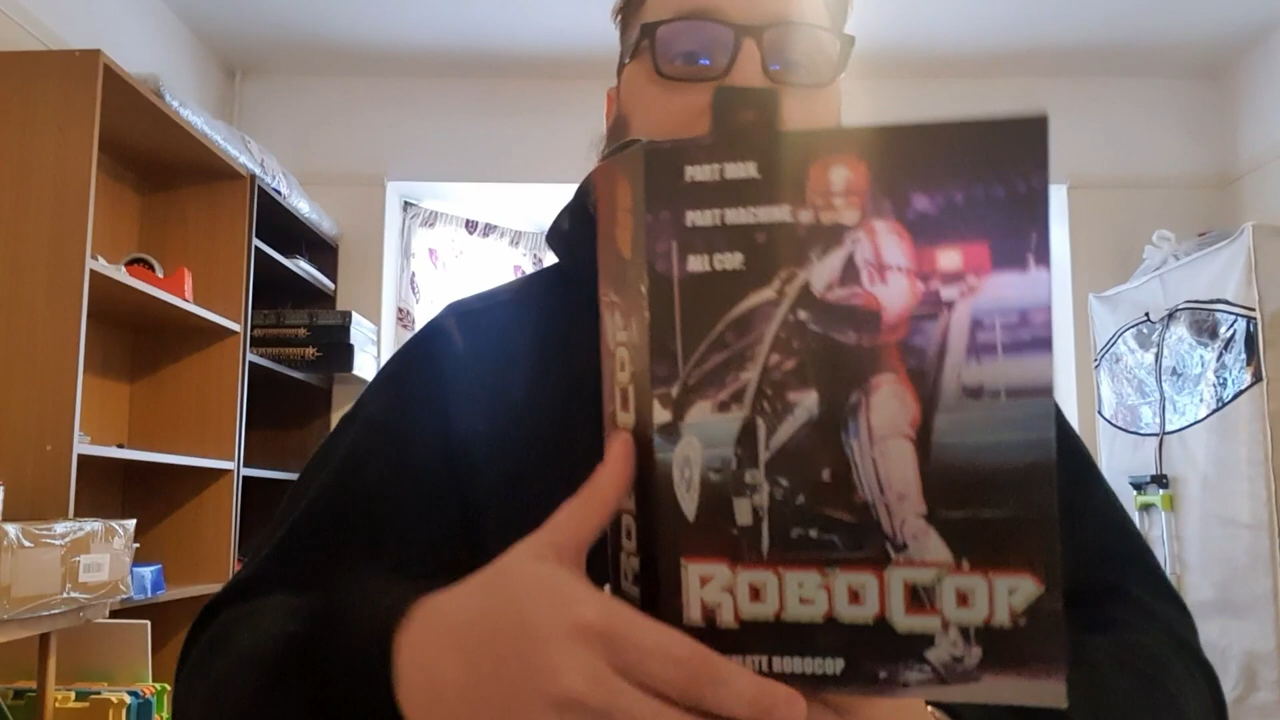 PART MAN.
PART MACHINE
ALL COP.
ROBOCOP
ROBOCOP
ROBOCOP